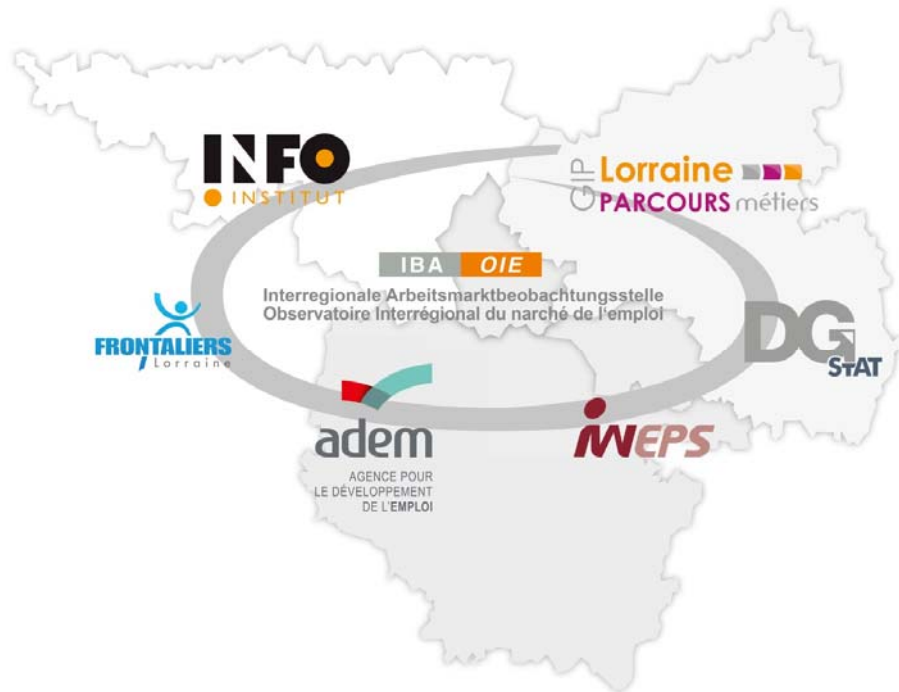 INFO
INSTITUT
GIP Lorraine
PARCOURS métiers
IBA OIE
Interregionale Arbeitsmarktbeobachtungsstelle
Observatoire Interrégional du narché de l'emploi
FRONTALIERS
Lorraine
DG
STAT
adem
AGENCE POUR
LE DÉVELOPPEMENT
DE L'EMPLOI
iWEPS